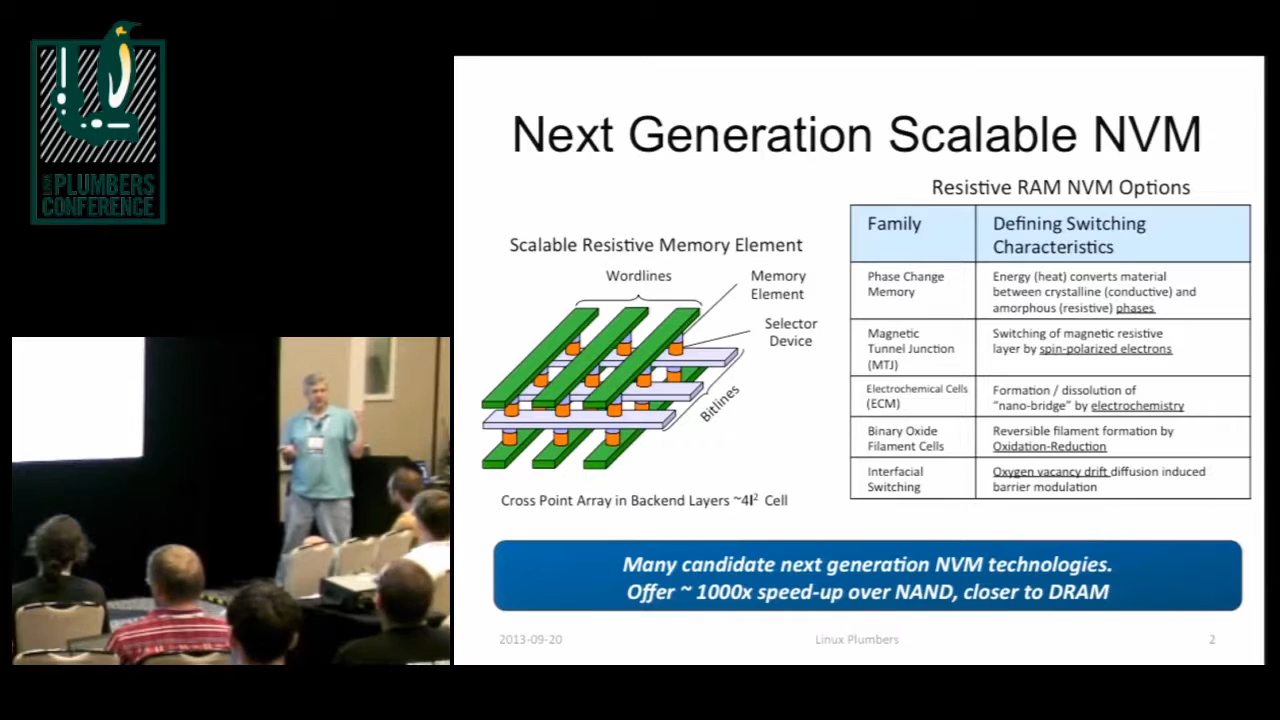 LINUX
PLUMBERS
CONFERENCE
Next Generation Scalable NVM
Resistive RAM NVM Options
Scalable Resistive Memory Element
Wordlines
Memory
Element
Selector
Device
Bitlines
Cross Point Array in Backend Layers ~4l² Cell
Family
Defining Switching
Characteristics
Phase Change
Memory
Energy (heat) converts material
between crystalline (conductive) and
amorphous (resistive) phases
Magnetic
Tunnel Junction
(MTJ)
Switching of magnetic resistive
layer by spin-polarized electrons
Electrochemical Cells
(ECM)
Formation / dissolution of
"nano-bridge" by electrochemistry
Binary Oxide
Filament Cells
Reversible filament formation by
Oxidation-Reduction
Interfacial
Switching
Oxygen vacancy drift diffusion induced
barrier modulation
Many candidate next generation NVM technologies.
Offer ~ 1000x speed-up over NAND, closer to DRAM
2013-09-20
Linux Plumbers
2